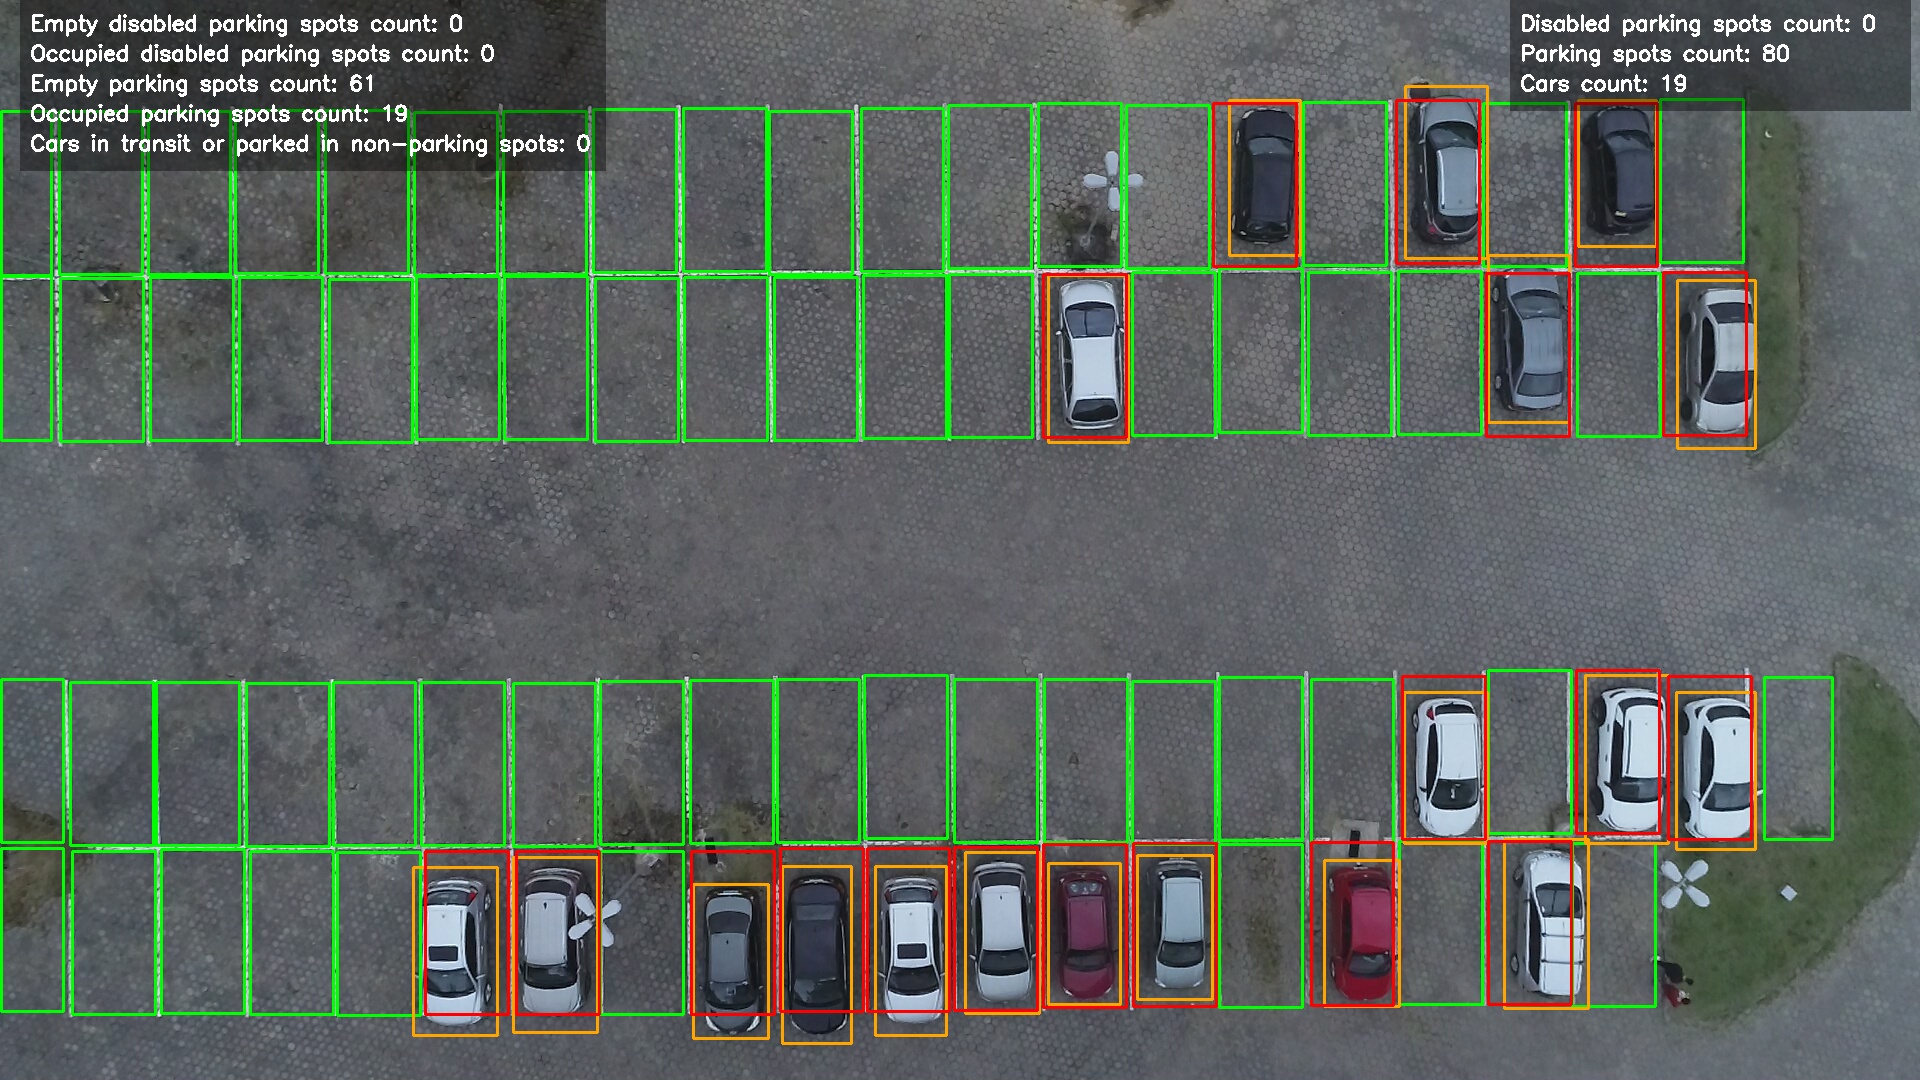 Empty disabled parking spots count: 0
Occupied disabled parking spots count: 0
Empty parking spots count: 61
Occupied parking spots count: 19
Cars in transit or parked in non-parking spots: 0
Disabled parking spots count: 0
Parking spots count: 80
Cars count: 19